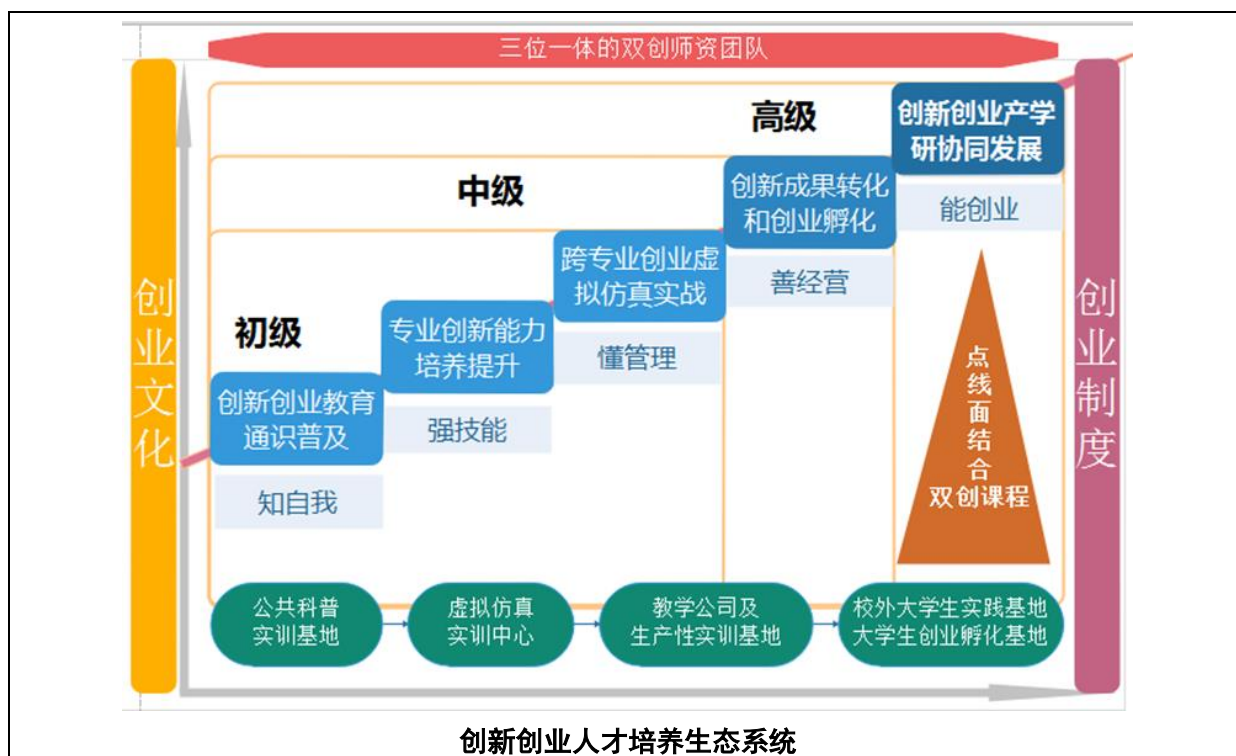 三位一体的双创师资团队
创业文化
高级
创新创业产学
研协同发展
能创业
中级
创新成果转化
和创业孵化
善经营
跨专业创业虚
拟仿真实战
懂管理
初级
专业创新能力
培养提升
强技能
创新创业教育
通识普及
知自我
点
线
面
结
合
双创课程
创业制度
公共科普
实训基地
虚拟仿真
实训中心
教学公司及
生产性实训基地
校外大学生实践基地
大学生创业孵化基地
创新创业人才培养生态系统